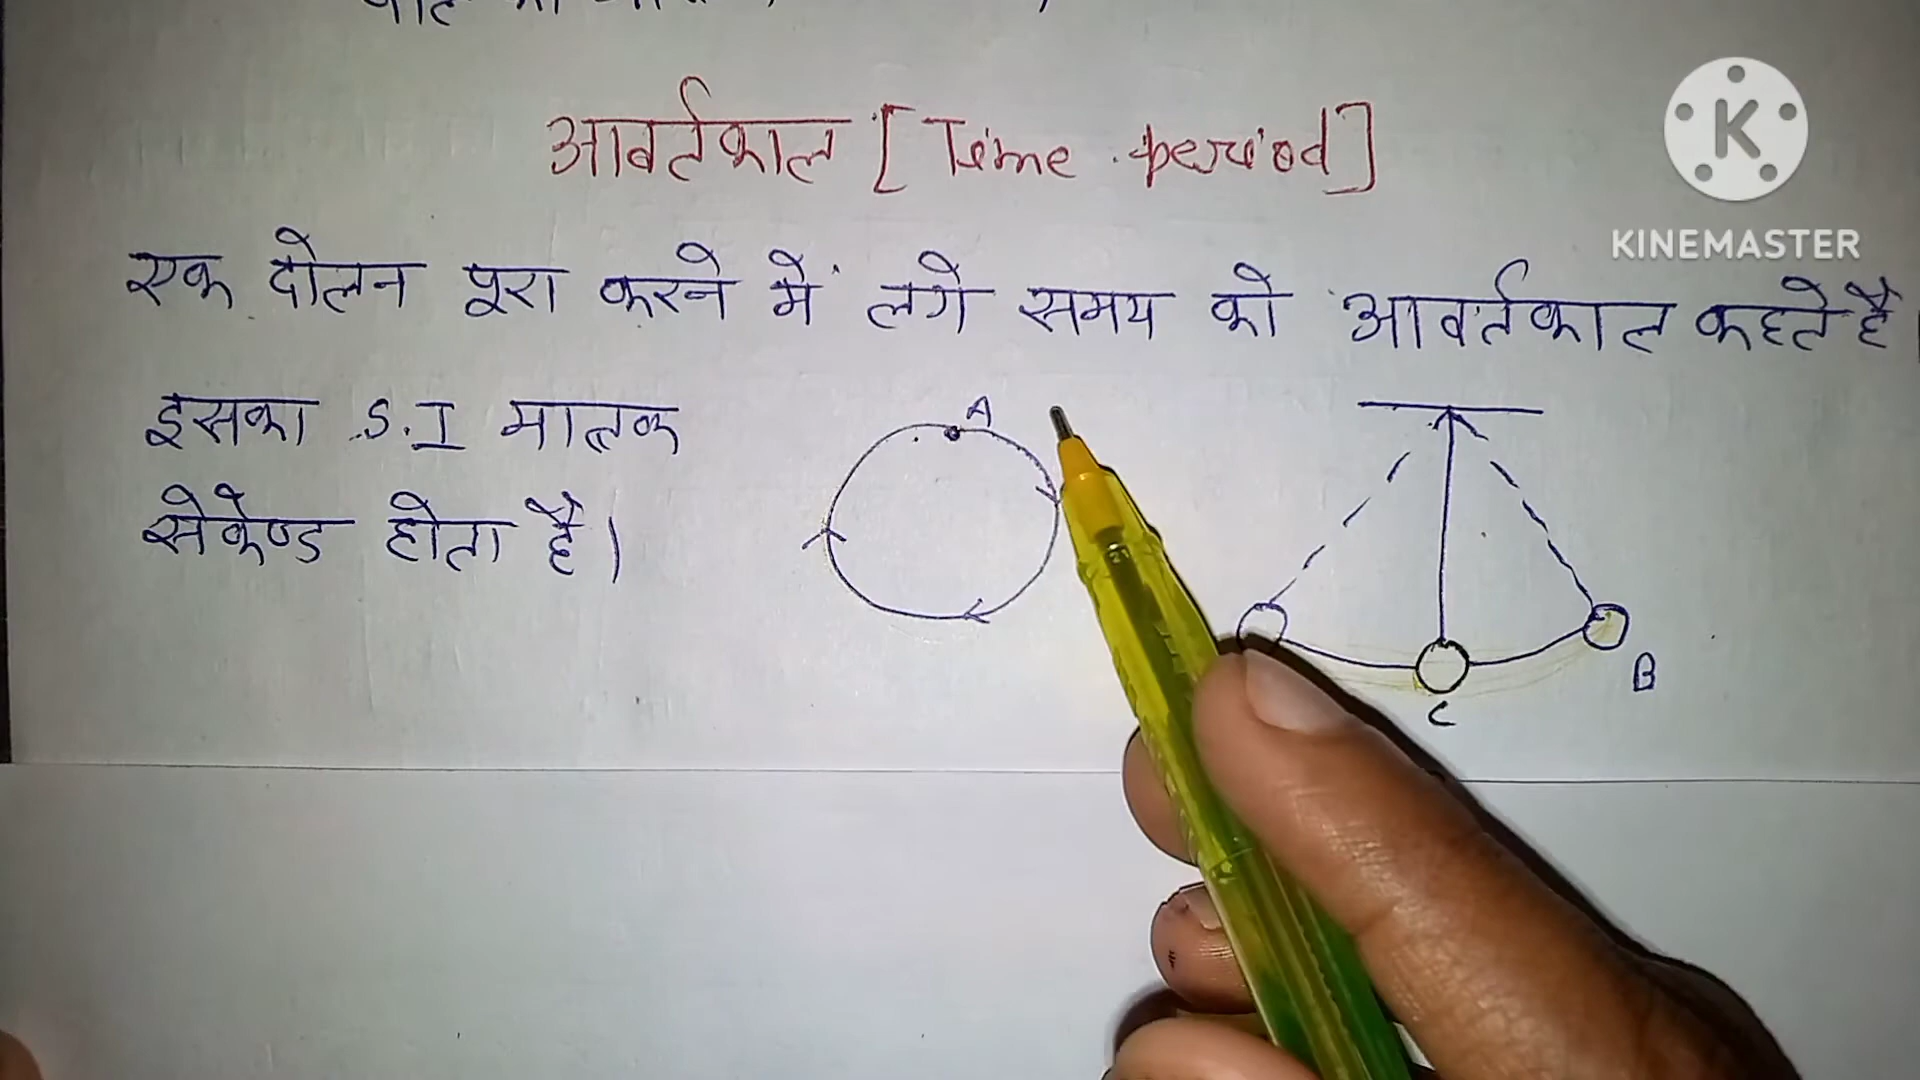 आवर्तकाल [Time period]
K
KINEMASTER
एक दोलन पूरा करने में लगे समय को आवर्तकाल कहते है।
इसका S.I मात्रक
सेकेण्ड होता है।
A
B
C